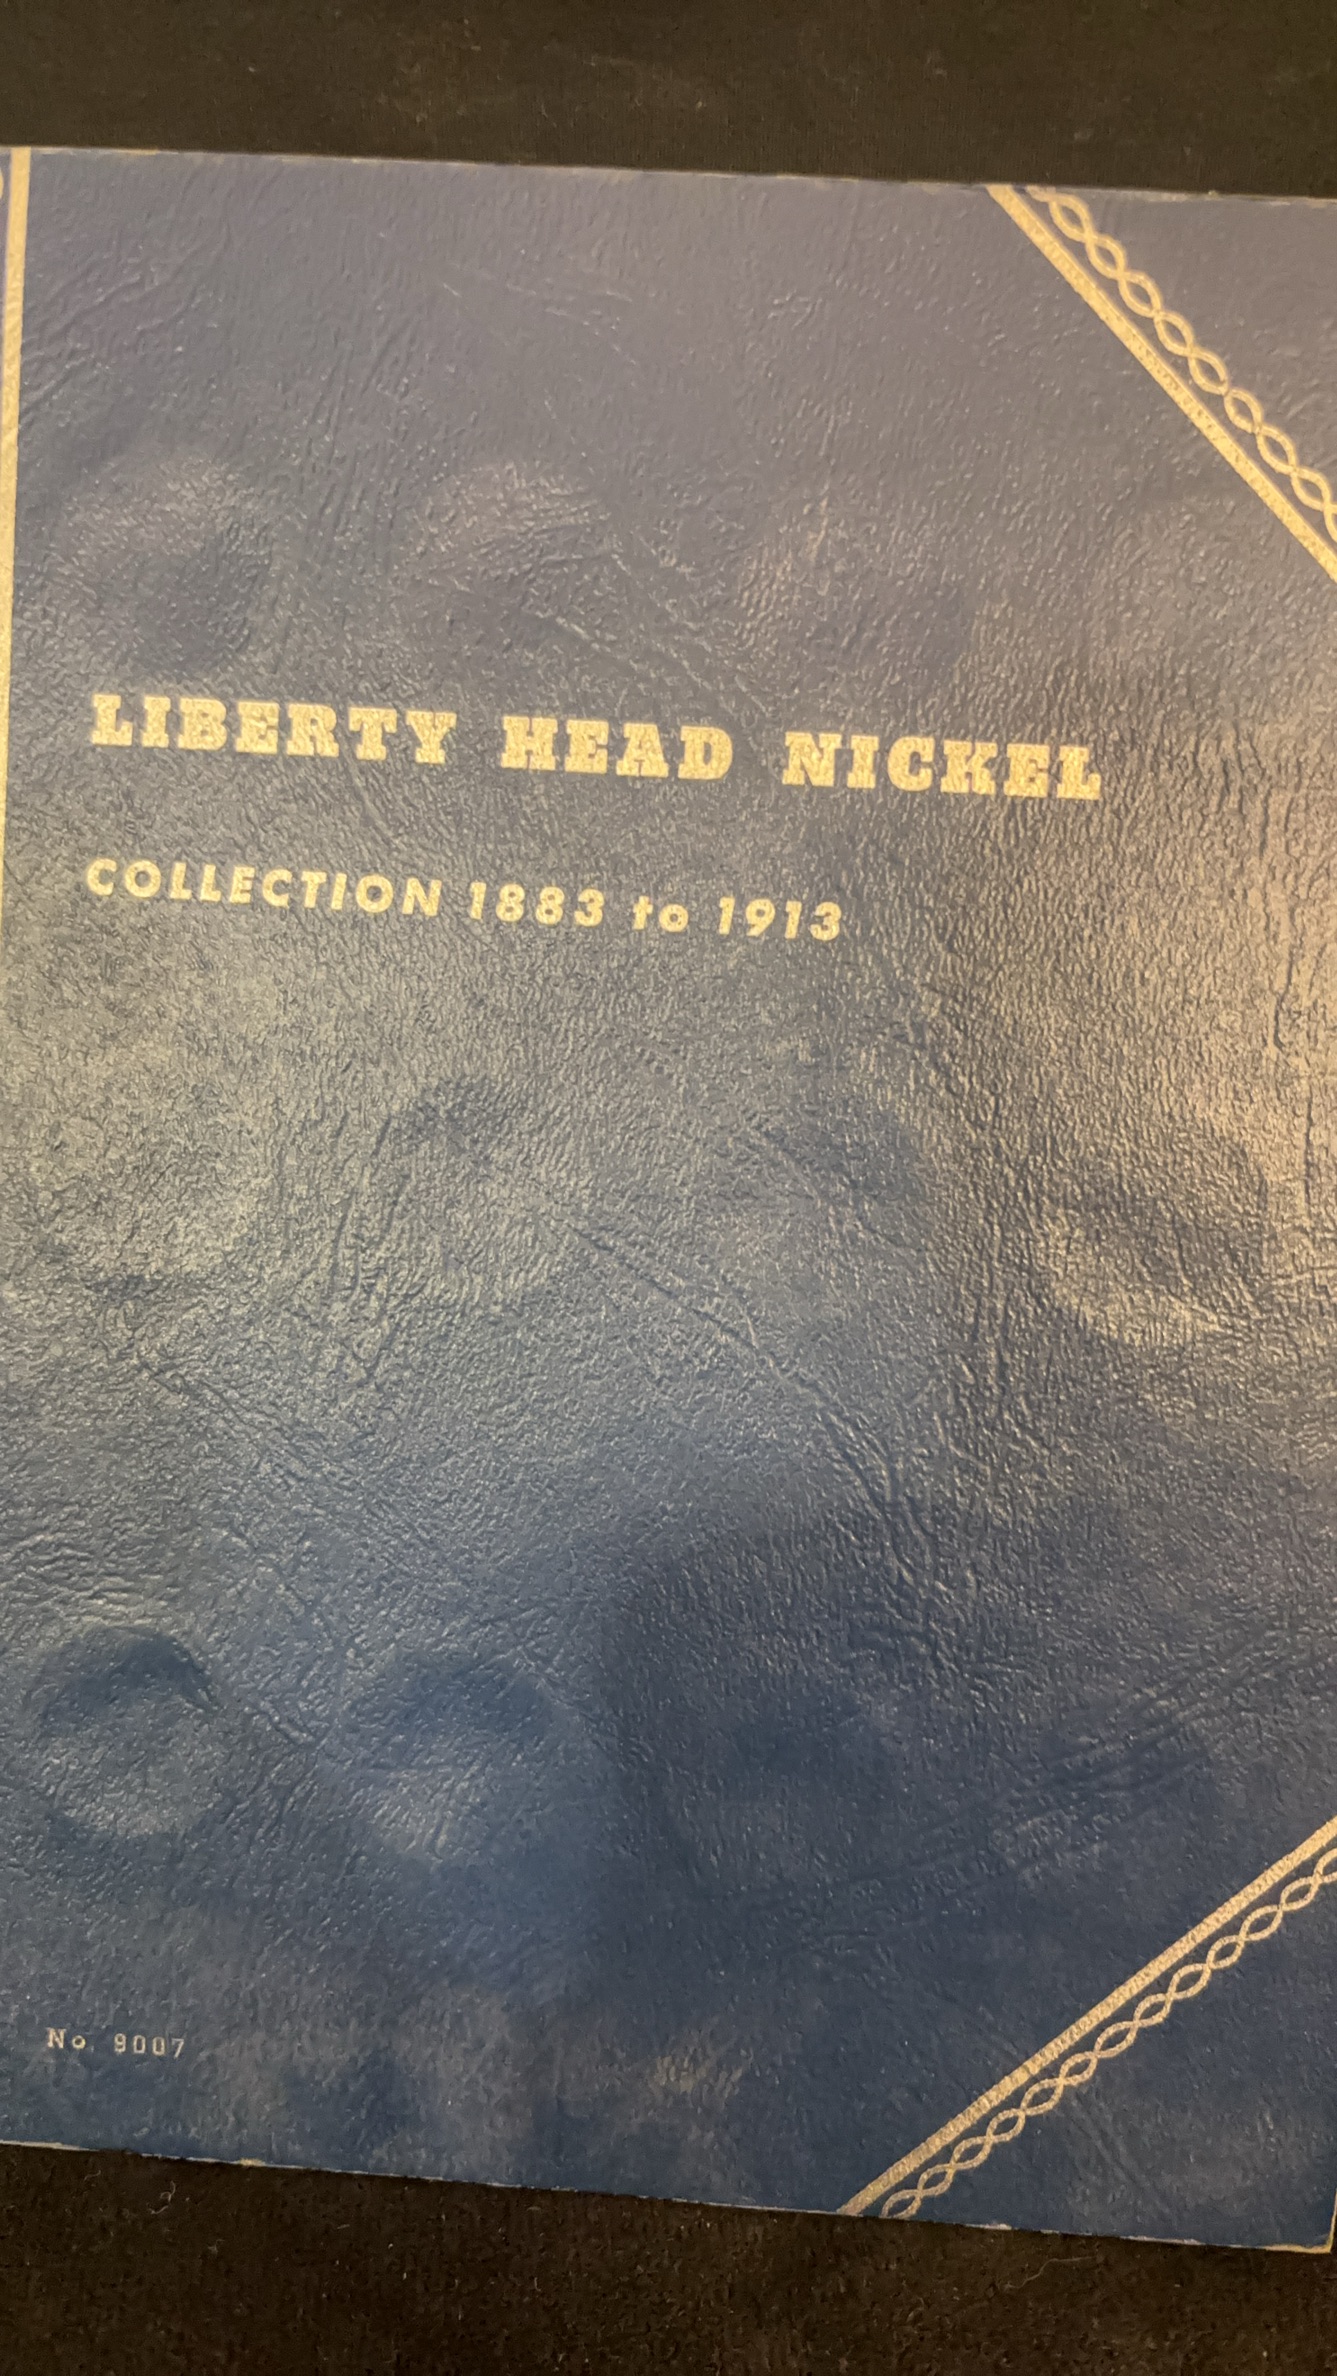 LIBERTY HEAD NICKEL
COLLECTION 1883 to 1913
No. 9007